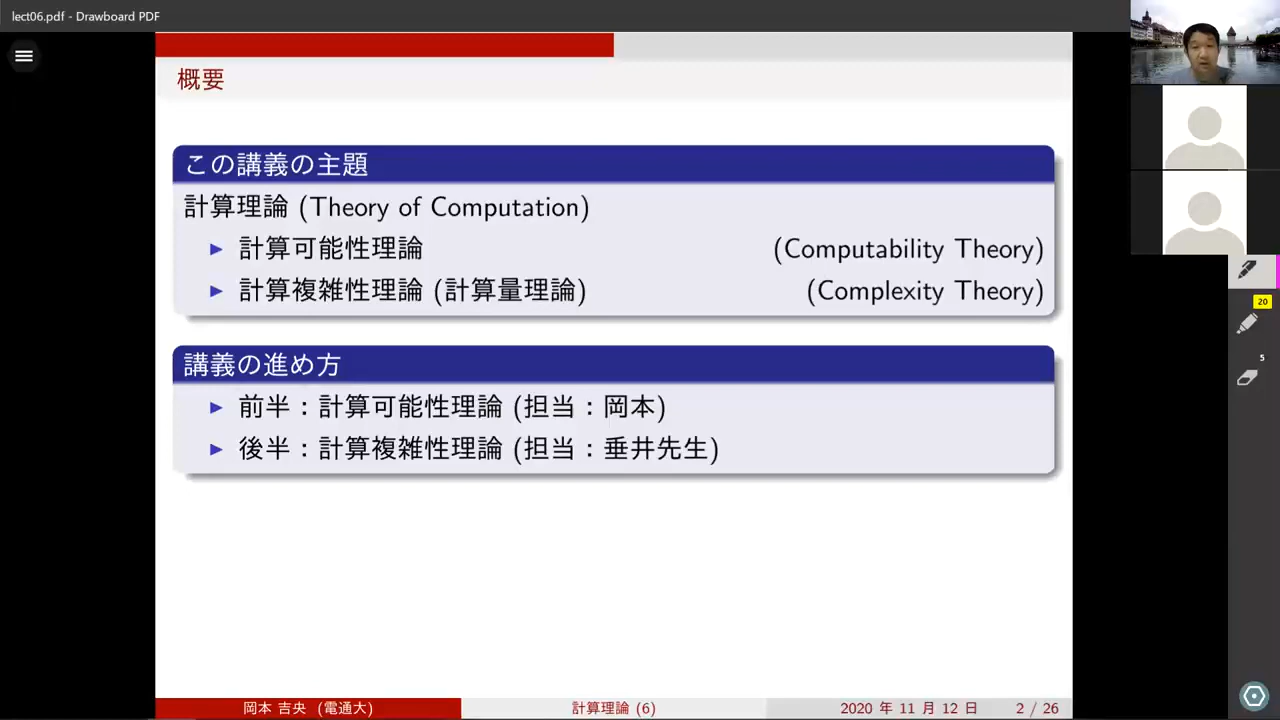 lect06.pdf - Drawboard PDF
概要
この講義の主題
計算理論 (Theory of Computation)
▶ 計算可能性理論 (Computability Theory)
▶ 計算複雑性理論 (計算量理論) (Complexity Theory)
講義の進め方
▶ 前半：計算可能性理論 (担当：岡本)
▶ 後半：計算複雑性理論 (担当：垂井先生)
20
5
岡本 吉央 (電通大) 計算理論 (6) 2020 年 11 月 12 日 2 / 26